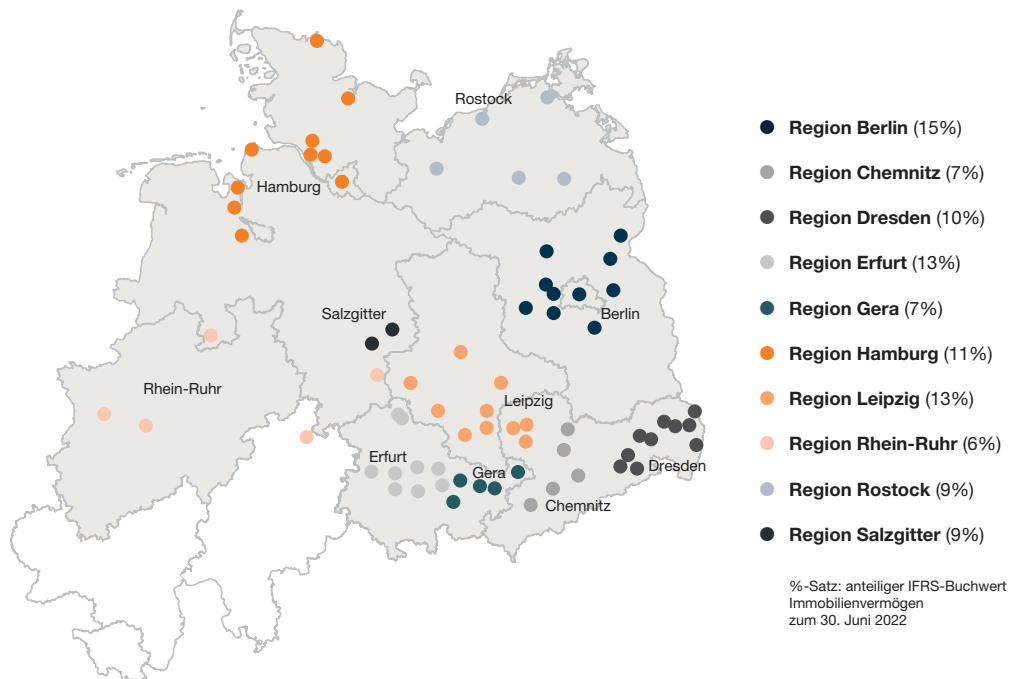 Rostock
Hamburg
Salzgitter
Berlin
Rhein-Ruhr
Leipzig
Erfurt
Gera
Dresden
Chemnitz
Region Berlin (15%)
Region Chemnitz (7%)
Region Dresden (10%)
Region Erfurt (13%)
Region Gera (7%)
Region Hamburg (11%)
Region Leipzig (13%)
Region Rhein-Ruhr (6%)
Region Rostock (9%)
Region Salzgitter (9%)
%-Satz: anteiliger IFRS-Buchwert
Immobilienvermögen
zum 30. Juni 2022